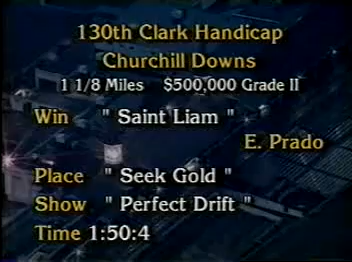 130th Clark Handicap
Churchill Downs
1 1/8 Miles $500,000 Grade II
Win " Saint Liam "
E. Prado
Place " Seek Gold "
Show " Perfect Drift "
Time 1:50:4